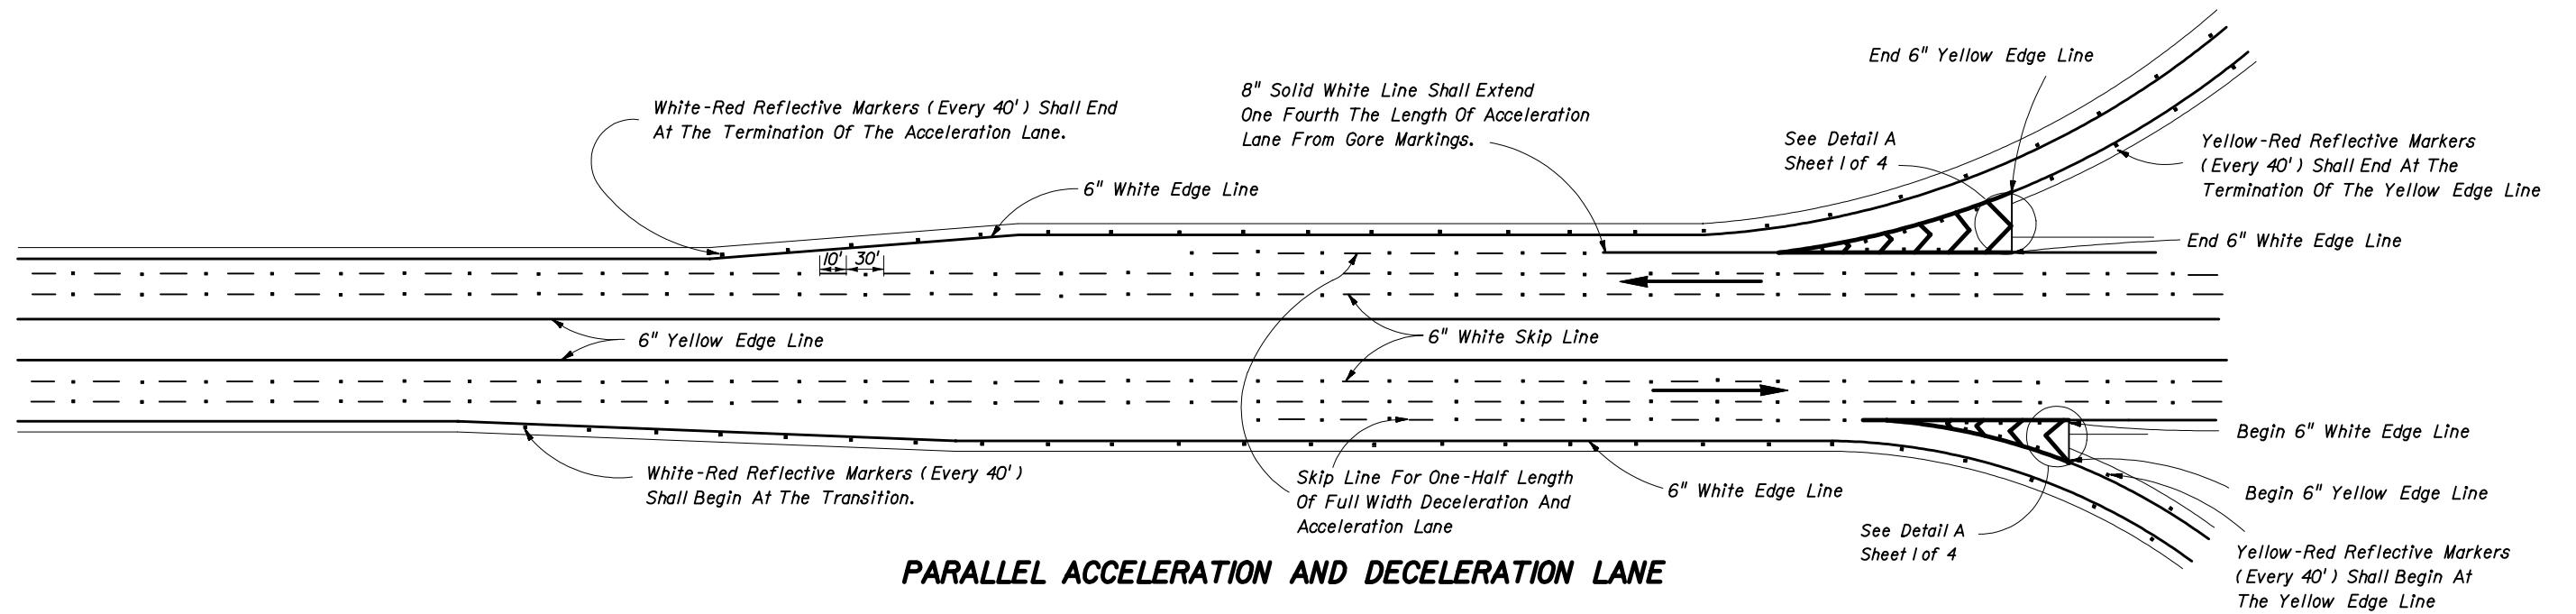 End 6" Yellow Edge Line
8" Solid White Line Shall Extend
One Fourth The Length Of Acceleration
Lane From Gore Markings.
White-Red Reflective Markers (Every 40') Shall End
At The Termination Of The Acceleration Lane.
See Detail A
Sheet 1 of 4
Yellow-Red Reflective Markers
(Every 40') Shall End At The
Termination Of The Yellow Edge Line
6" White Edge Line
End 6" White Edge Line
10' 30'
6" Yellow Edge Line
6" White Skip Line
Begin 6" White Edge Line
White-Red Reflective Markers (Every 40')
Shall Begin At The Transition.
Skip Line For One-Half Length
Of Full Width Deceleration And
Acceleration Lane
6" White Edge Line
Begin 6" Yellow Edge Line
See Detail A
Sheet 1 of 4
Yellow-Red Reflective Markers
(Every 40') Shall Begin At
The Yellow Edge Line
PARALLEL ACCELERATION AND DECELERATION LANE